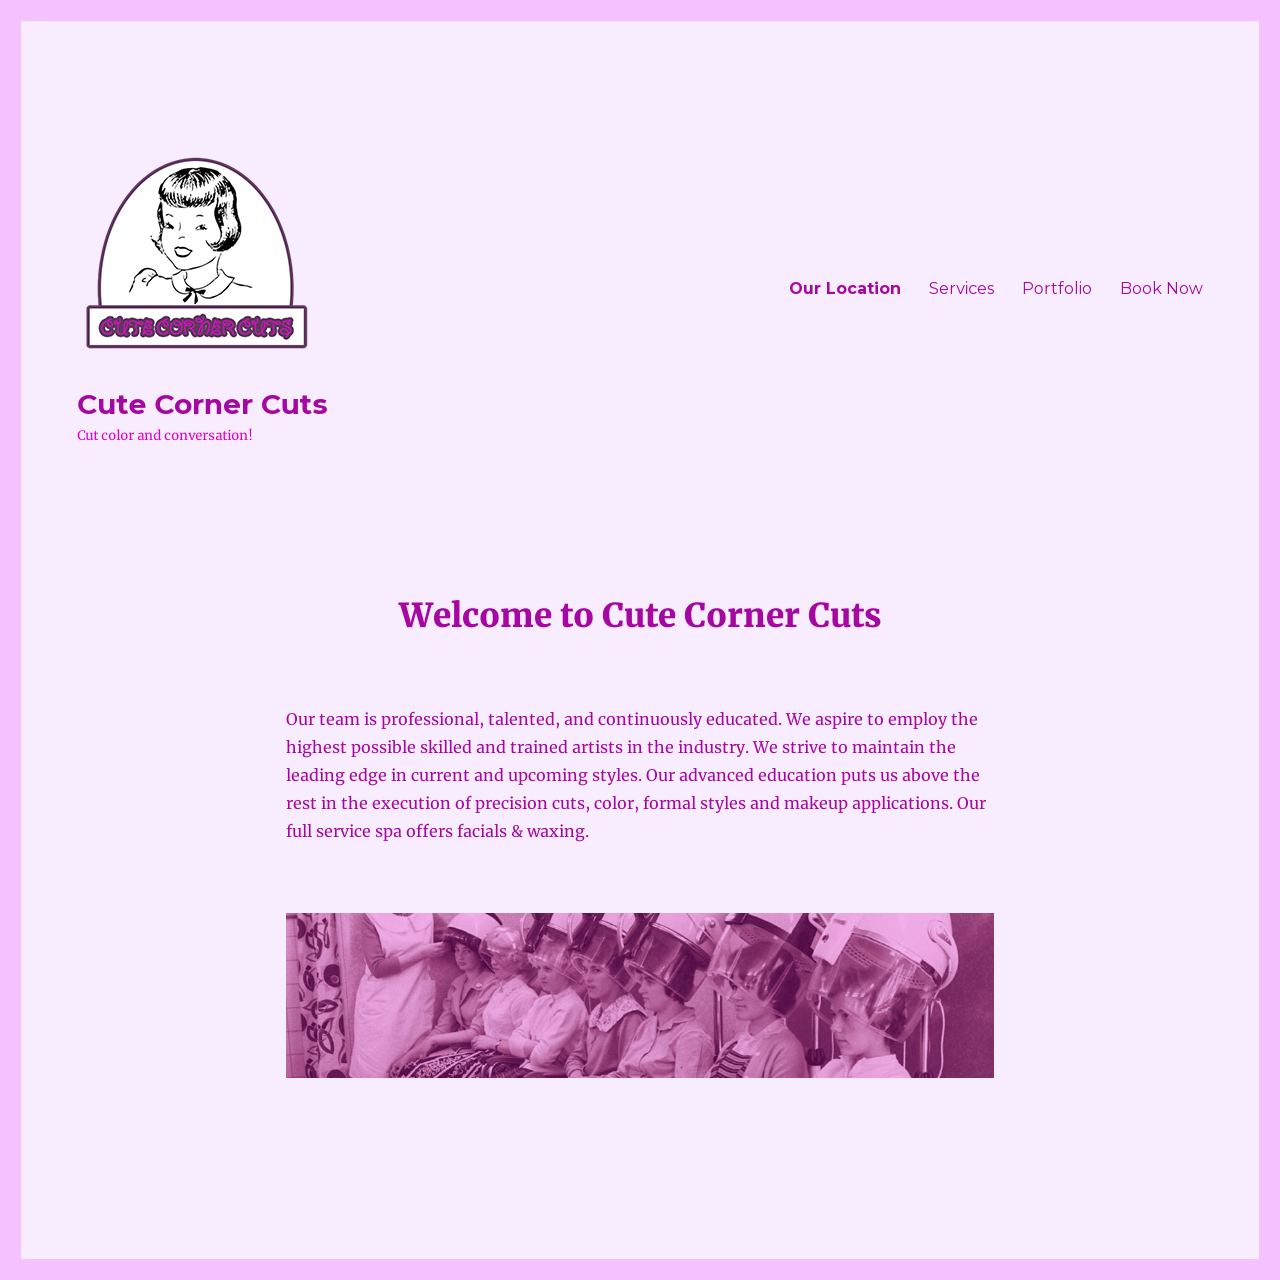 CUTE CORNER CUTS
Our Location Services Portfolio Book Now
Cute Corner Cuts
Cut color and conversation!
Welcome to Cute Corner Cuts
Our team is professional, talented, and continuously educated. We aspire to employ the
highest possible skilled and trained artists in the industry. We strive to maintain the
leading edge in current and upcoming styles. Our advanced education puts us above the
rest in the execution of precision cuts, color, formal styles and makeup applications. Our
full service spa offers facials & waxing.